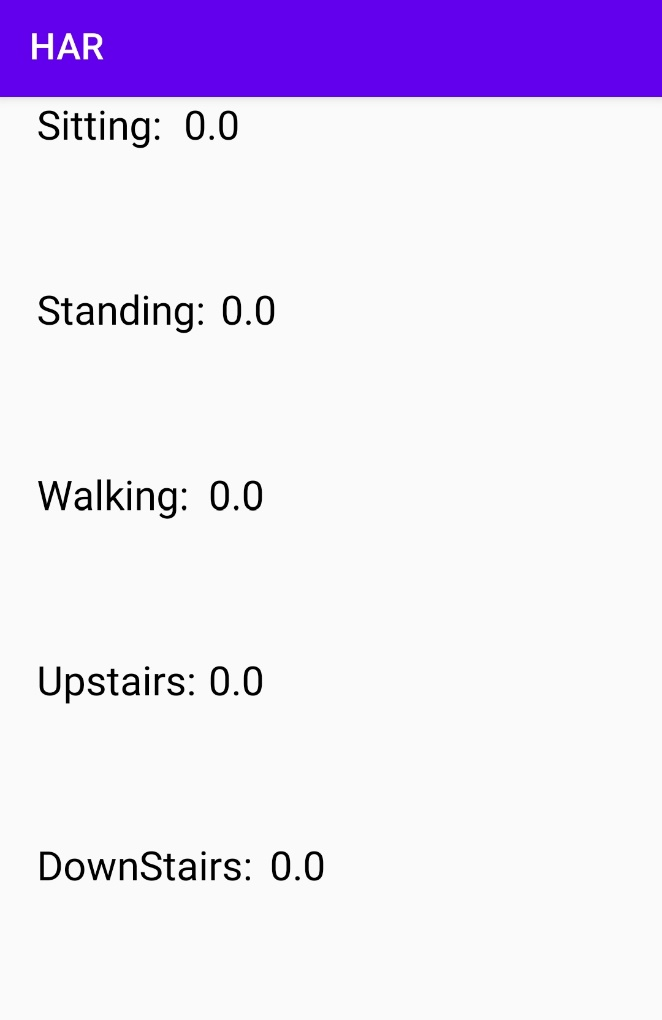 HAR
Sitting: 0.0
Standing: 0.0
Walking: 0.0
Upstairs: 0.0
DownStairs: 0.0